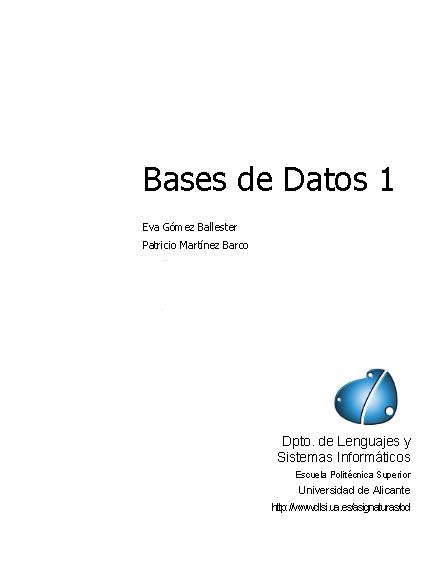 Bases de Datos 1
Eva Gómez Ballester
Patricio Martínez Barco
Dpto. de Lenguajes y
Sistemas Informáticos
Escuela Politécnica Superior
Universidad de Alicante
http://www.dlsi.ua.es/asignaturas/bd